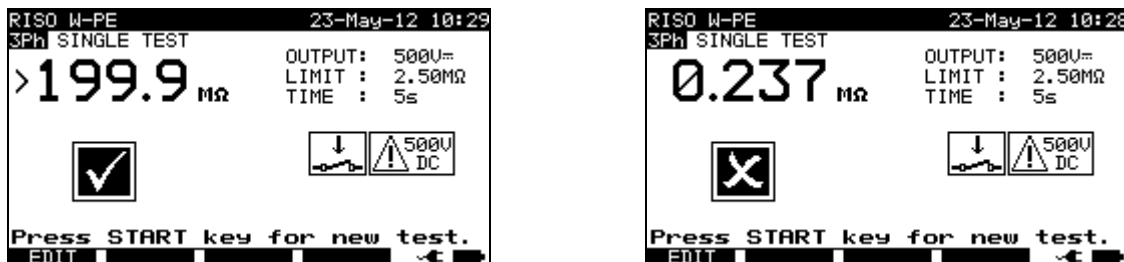 RISO W-PE 23-May-12 10:29
3Ph SINGLE TEST
>199.9 MΩ
OUTPUT: 500V⎓
LIMIT : 2.50MΩ
TIME : 5s
500V
DC
Press START key for new test.
EDIT
RISO W-PE 23-May-12 10:28
3Ph SINGLE TEST
0.237 MΩ
OUTPUT: 500V⎓
LIMIT : 2.50MΩ
TIME : 5s
500V
DC
Press START key for new test.
EDIT